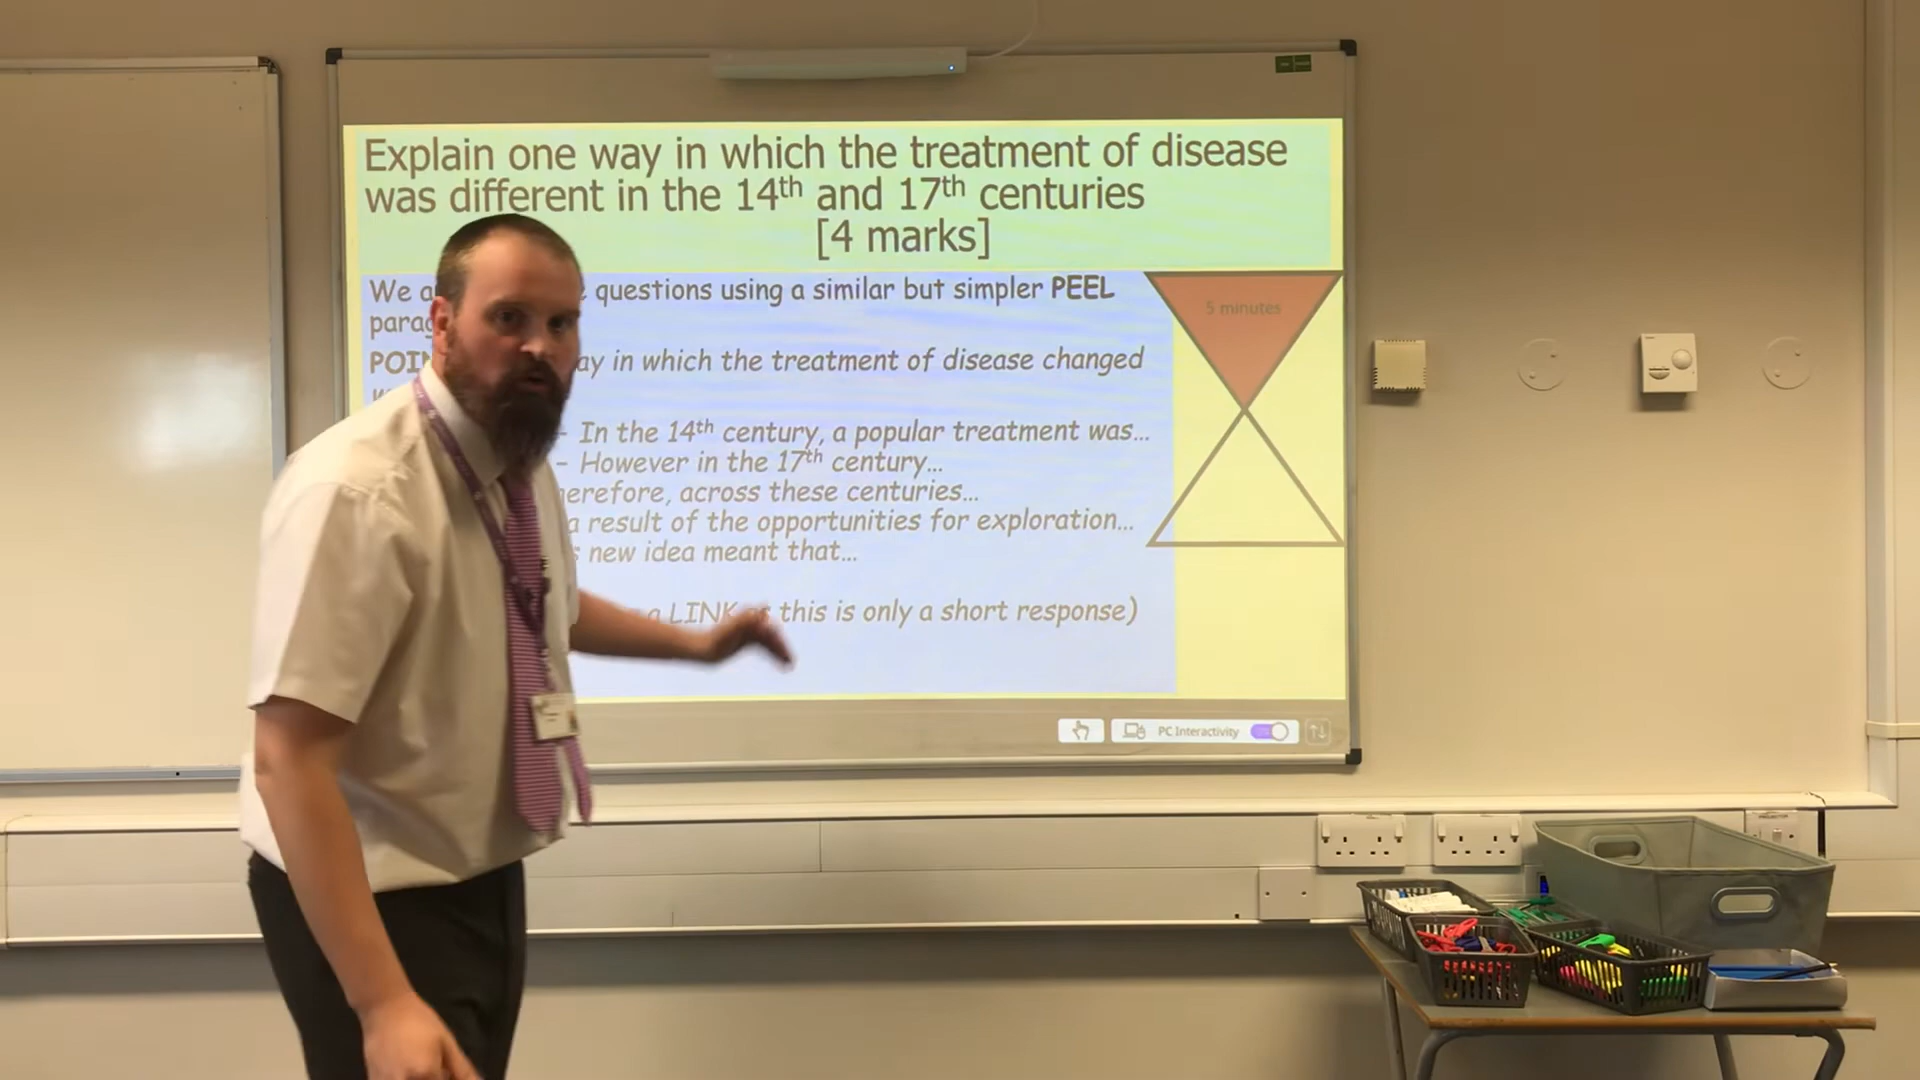 Explain one way in which the treatment of disease
was different in the 14th and 17th centuries
[4 marks]
We questions using a similar but simpler PEEL
5 minutes
in which the treatment of disease changed
- In the 14th century, a popular treatment was...
- However in the 17th century...
across these centuries...
a result of the opportunities for exploration...
new idea meant that...
a LINK this is only a short response)
PC Interactivity